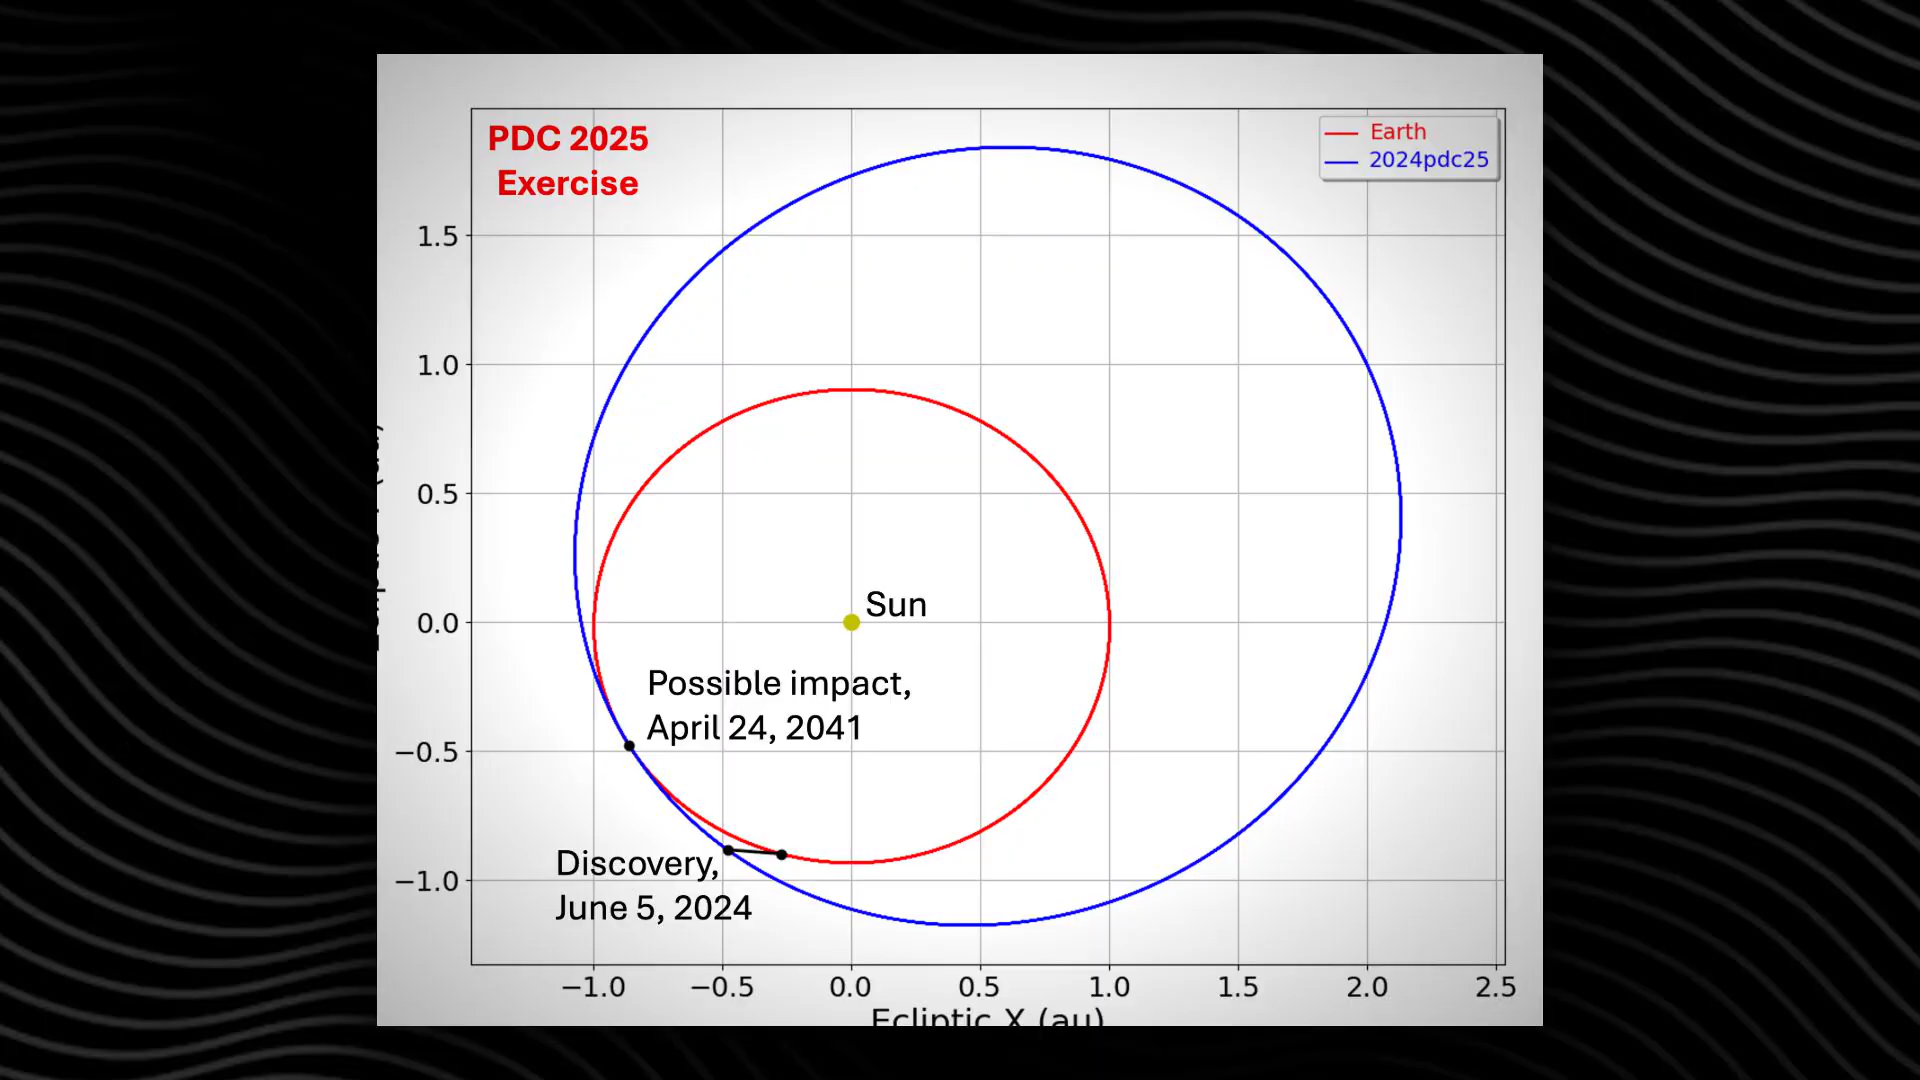 PDC 2025
Exercise
Earth
2024pdc25
1.5
1.0
0.5
0.0
−0.5
−1.0
Sun
Possible impact,
April 24, 2041
Discovery,
June 5, 2024
−1.0 −0.5 0.0 0.5 1.0 1.5 2.0 2.5
Ecliptic X (au)